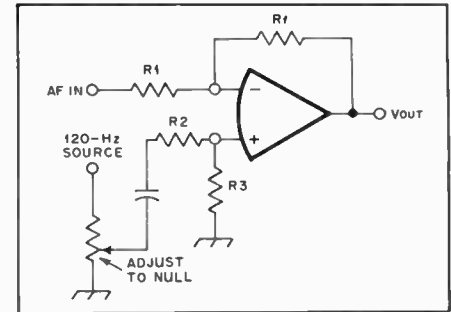 Rf
R1
AF IN
−
VOUT
R2
+
120-Hz
SOURCE
R3
ADJUST
TO NULL